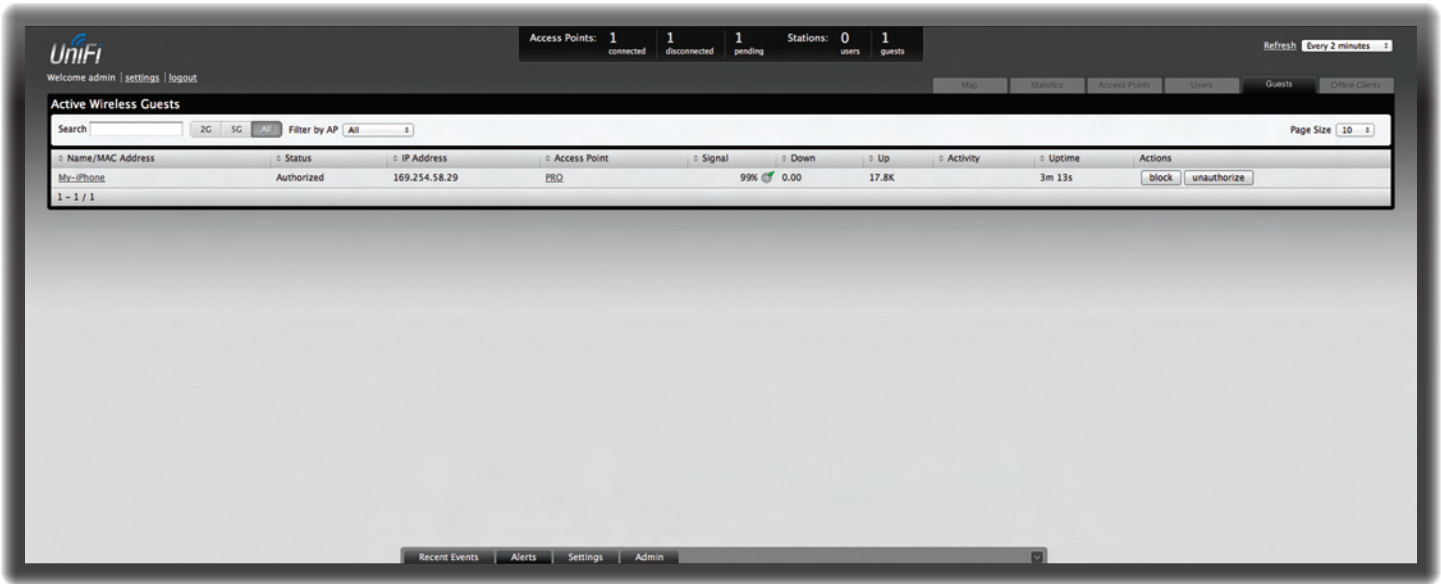 UniFi
Access Points: 1 connected 1 disconnected 1 pending Stations: 0 users 1 guests
Refresh Every 2 minutes
Welcome admin | settings | logout
Map Statistics Access Points Users Guests Offline Clients
Active Wireless Guests
Search 2G 5G All Filter by AP All Page Size 10
Name/MAC Address Status IP Address Access Point Signal Down Up Activity Uptime Actions
My-iPhone Authorized 169.254.58.29 PRO 99% 0.00 17.8K 3m 13s block unauthorize
1 - 1 / 1
Recent Events Alerts Settings Admin